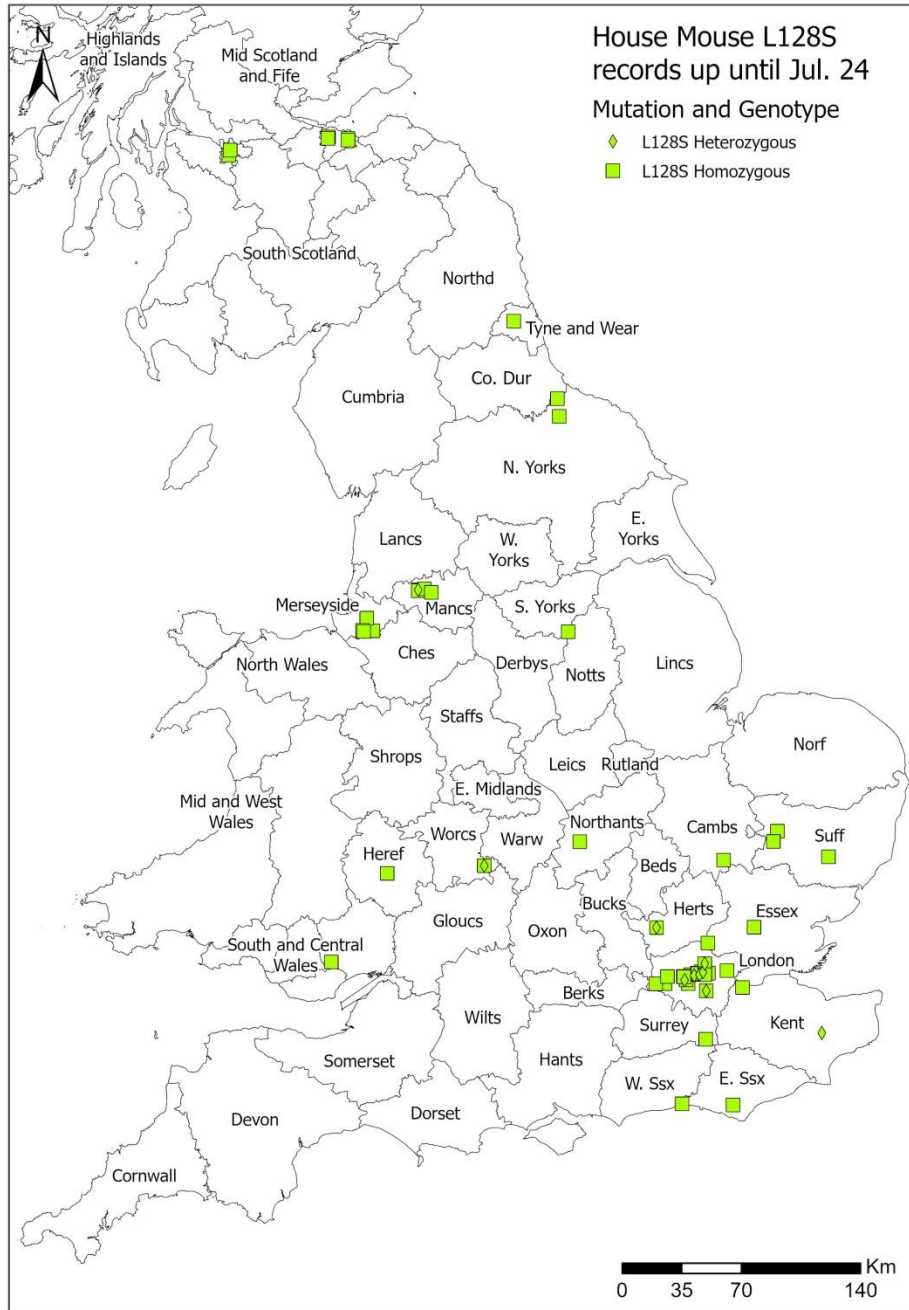 House Mouse L128S
records up until Jul. 24
Mutation and Genotype
L128S Heterozygous
L128S Homozygous
N
Highlands
and Islands
Mid Scotland
and Fife
South Scotland
Northd
Tyne and Wear
Co. Dur
Cumbria
N. Yorks
E.
Yorks
Lancs
W.
Yorks
Merseyside
Mancs
S. Yorks
North Wales
Ches
Derbys
Notts
Lincs
Staffs
Shrops
Leics
Rutland
Norf
E. Midlands
Mid and West
Wales
Heref
Worcs
Warw
Northants
Cambs
Suff
Beds
Bucks
Herts
Essex
Gloucs
Oxon
South and Central
Wales
London
Berks
Wilts
Surrey
Kent
Somerset
Hants
W. Ssx
E. Ssx
Devon
Dorset
Cornwall
Km
0 35 70 140